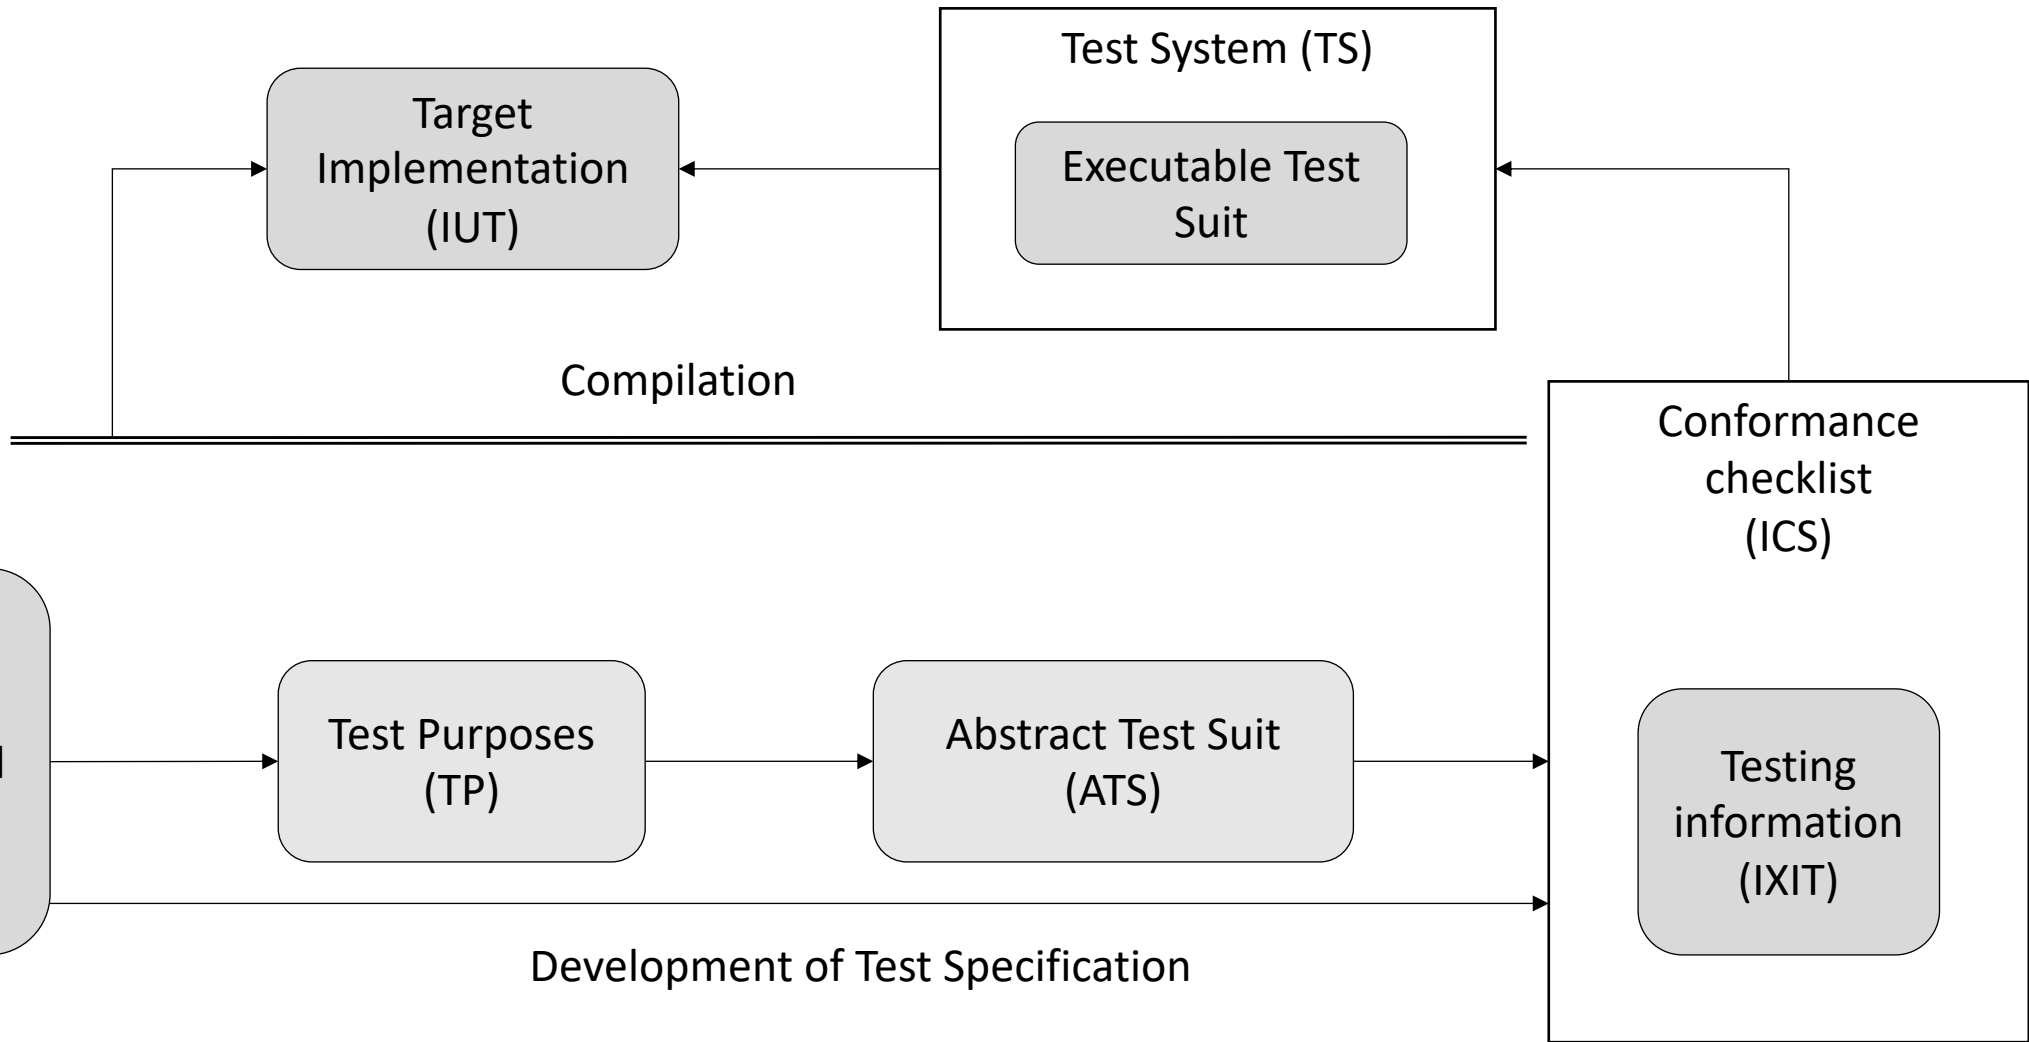 Test System (TS)
Target
Implementation
(IUT)
Executable Test
Suit
Compilation
Conformance
checklist
(ICS)
Test Purposes
(TP)
Abstract Test Suit
(ATS)
Testing
information
(IXIT)
Development of Test Specification